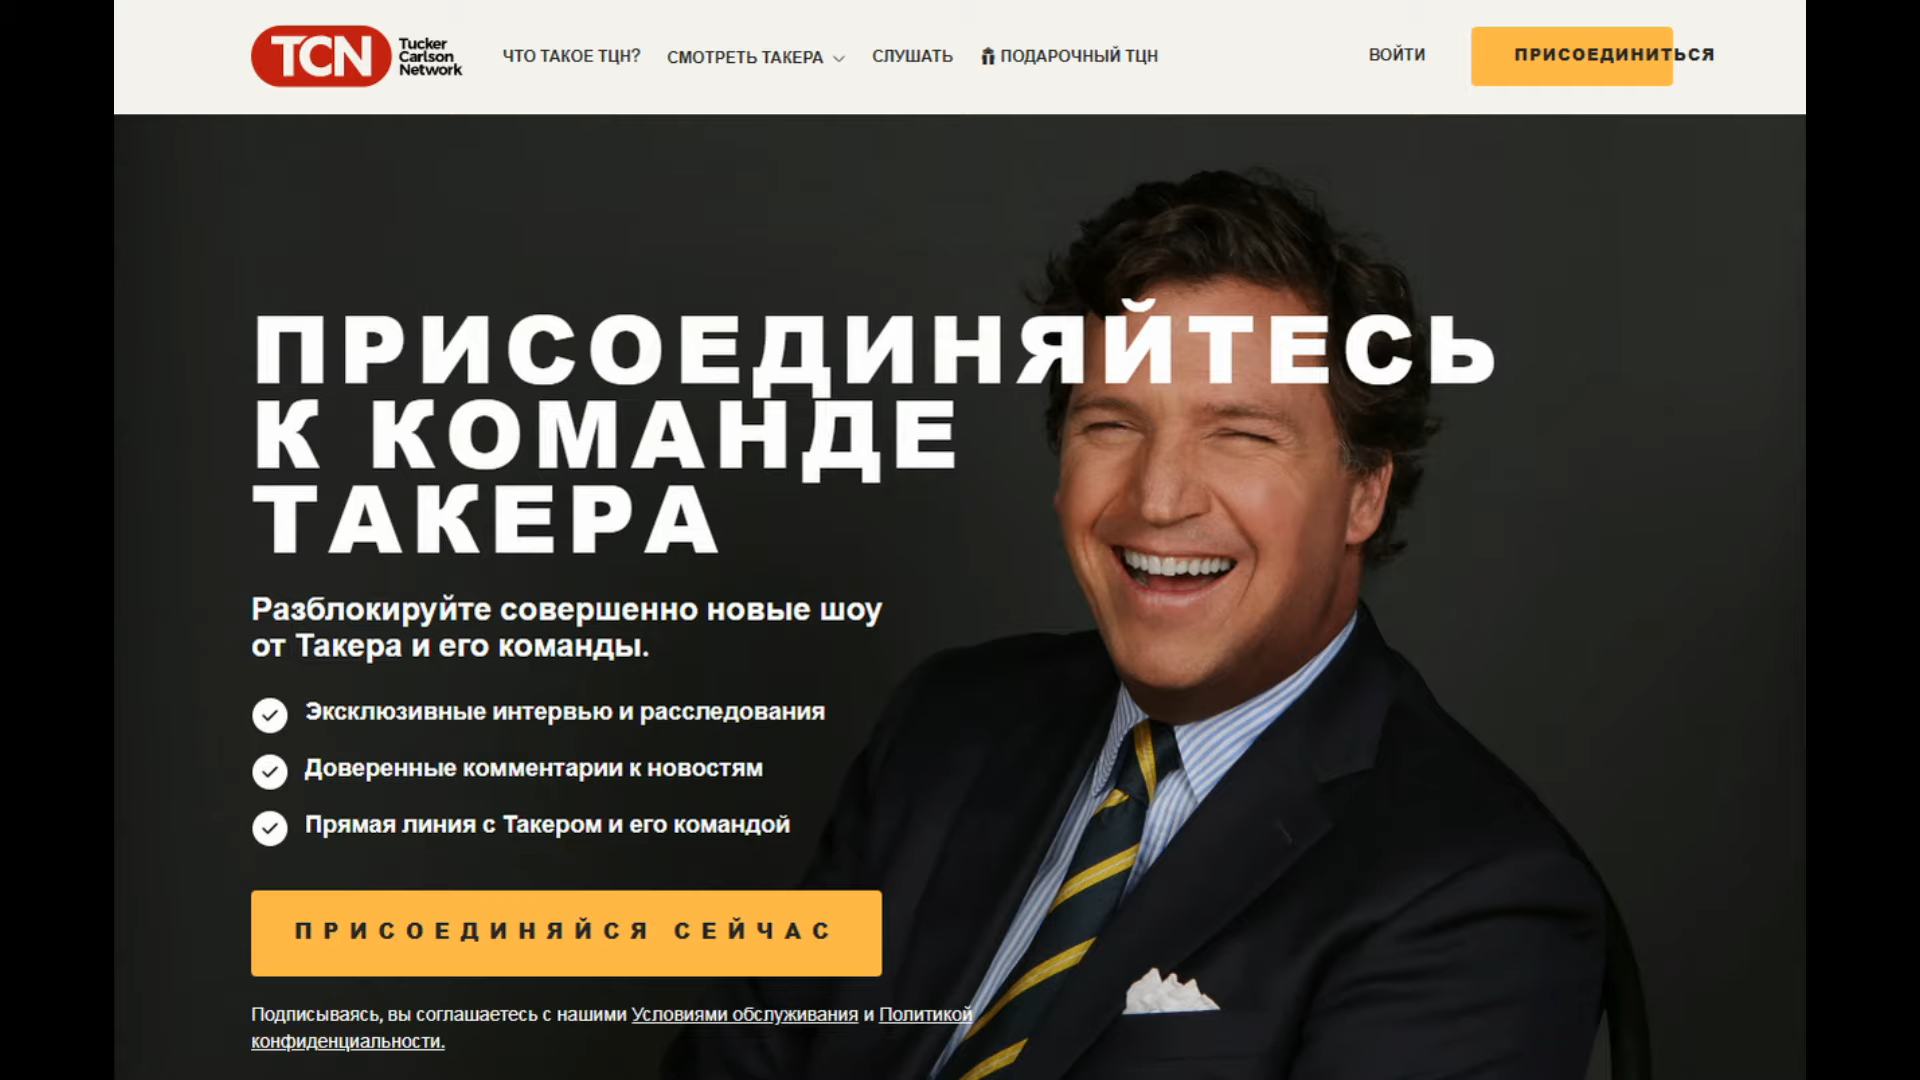 TCN
Tucker
Carlson
Network
ЧТО ТАКОЕ ТЦН?
СМОТРЕТЬ ТАКЕРА
СЛУШАТЬ
ПОДАРОЧНЫЙ ТЦН
ВОЙТИ
ПРИСОЕДИНИТЬСЯ
ПРИСОЕДИНЯЙТЕСЬ
К КОМАНДЕ
ТАКЕРА
Разблокируйте совершенно новые шоу
от Такера и его команды.
Эксклюзивные интервью и расследования
Доверенные комментарии к новостям
Прямая линия с Такером и его командой
ПРИСОЕДИНЯЙСЯ СЕЙЧАС
Подписываясь, вы соглашаетесь с нашими Условиями обслуживания и Политикой
конфиденциальности.